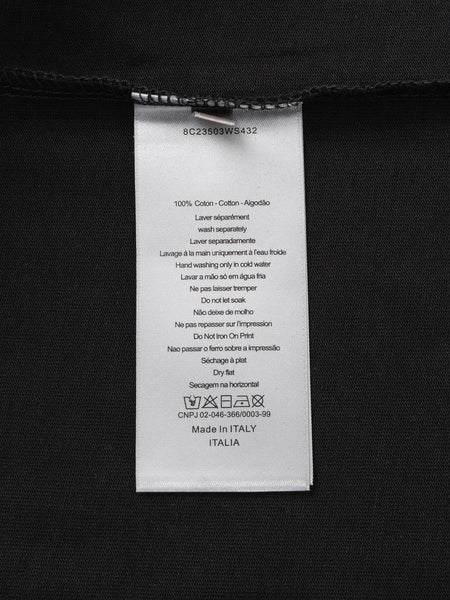 8C23503WS432
100% Coton - Cotton - Algodão
Laver séparément
wash separately
Laver separadamente
Lavage à la main uniquement à l'eau froide
Hand washing only in cold water
Lavar a mão só em água fria
Ne pas laisser tremper
Do not let soak
Não deixe de molho
Ne pas repasser sur l'impression
Do Not Iron On Print
Nao passar o ferro sobre a impressão
Séchage à plat
Dry flat
Secagem na horizontal
CNPJ 02-046-366/0003-99
Made In ITALY
ITALIA